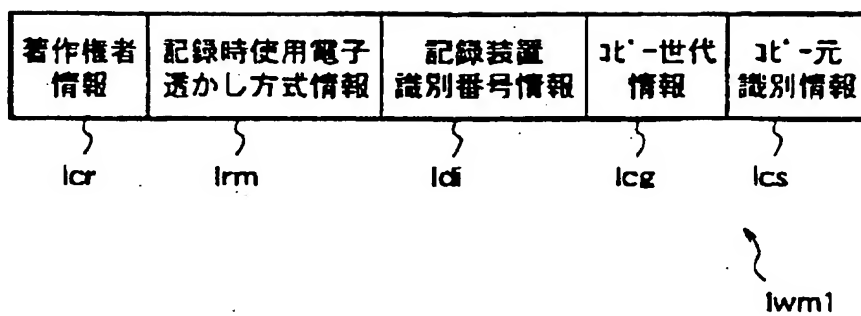 著作権者
情報
記録時使用電子
透かし方式情報
記録装置
識別番号情報
ｺﾋﾟｰ世代
情報
ｺﾋﾟｰ元
識別情報
Icr
Irm
Idi
Icg
Ics
Iwm1